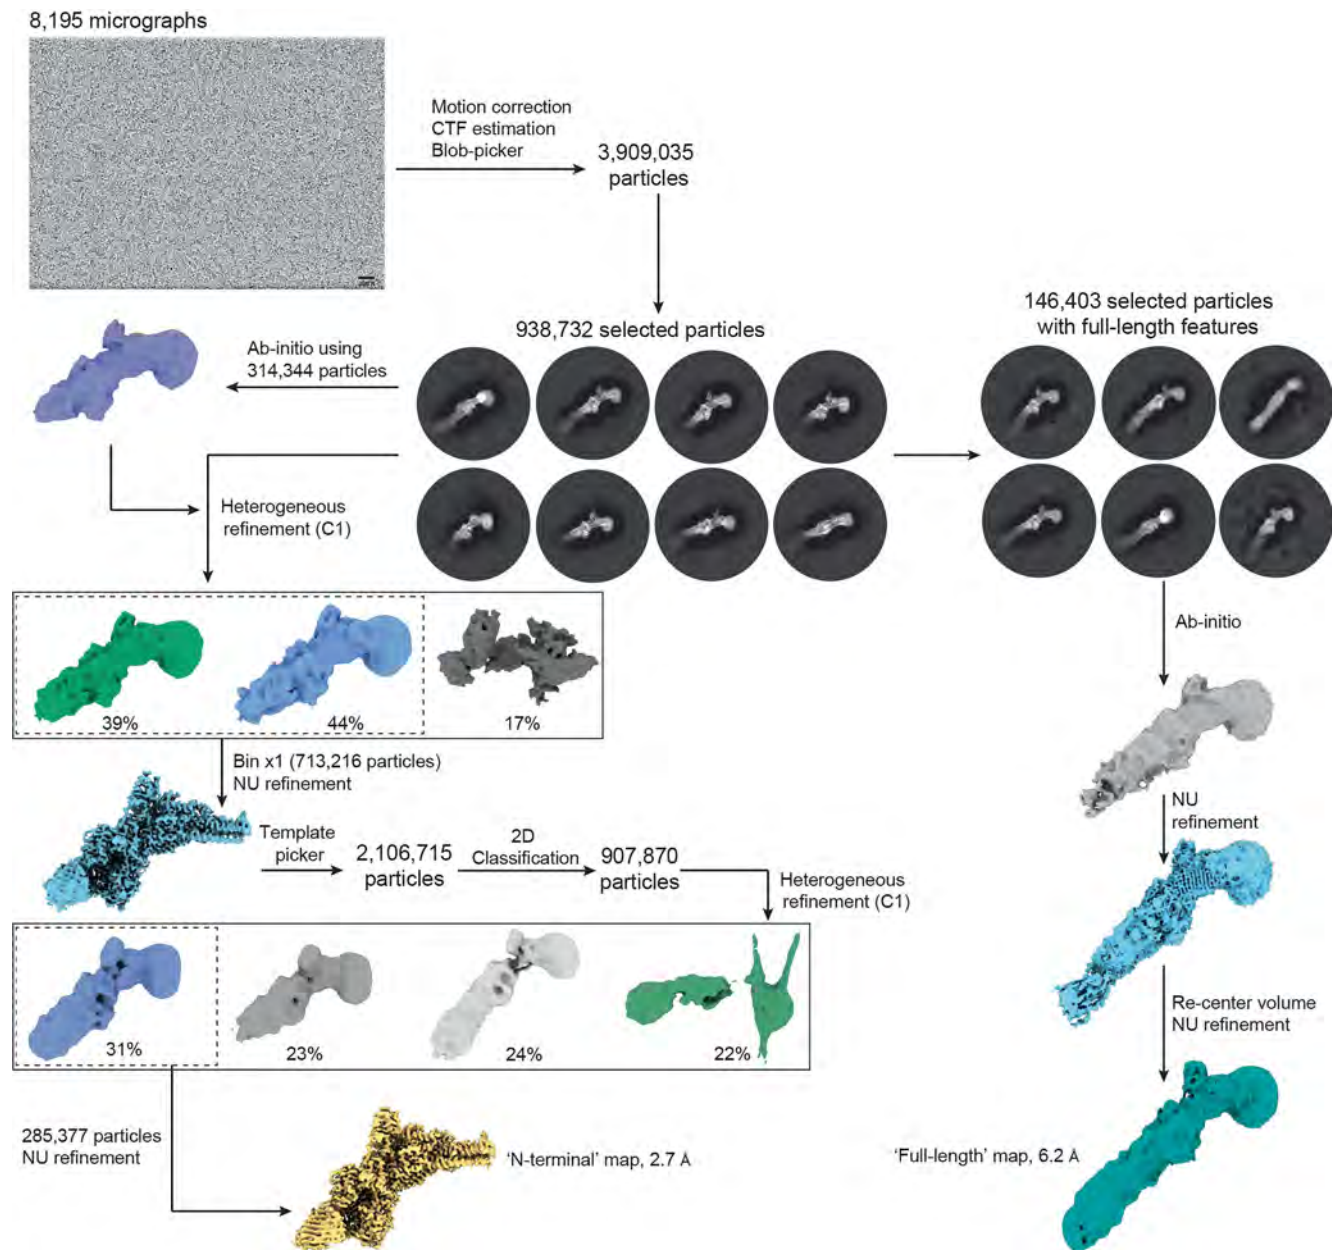 8,195 micrographs
Motion correction
CTF estimation
Blob-picker
3,909,035
particles
938,732 selected particles
146,403 selected particles
with full-length features
Ab-initio using
314,344 particles
Heterogeneous
refinement (C1)
Ab-initio
39%
44%
17%
Bin x1 (713,216 particles)
NU refinement
NU
refinement
Template
picker
2,106,715
particles
2D
Classification
907,870
particles
Heterogeneous
refinement (C1)
31%
23%
24%
22%
Re-center volume
NU refinement
285,377 particles
NU refinement
'N-terminal' map, 2.7 Å
'Full-length' map, 6.2 Å